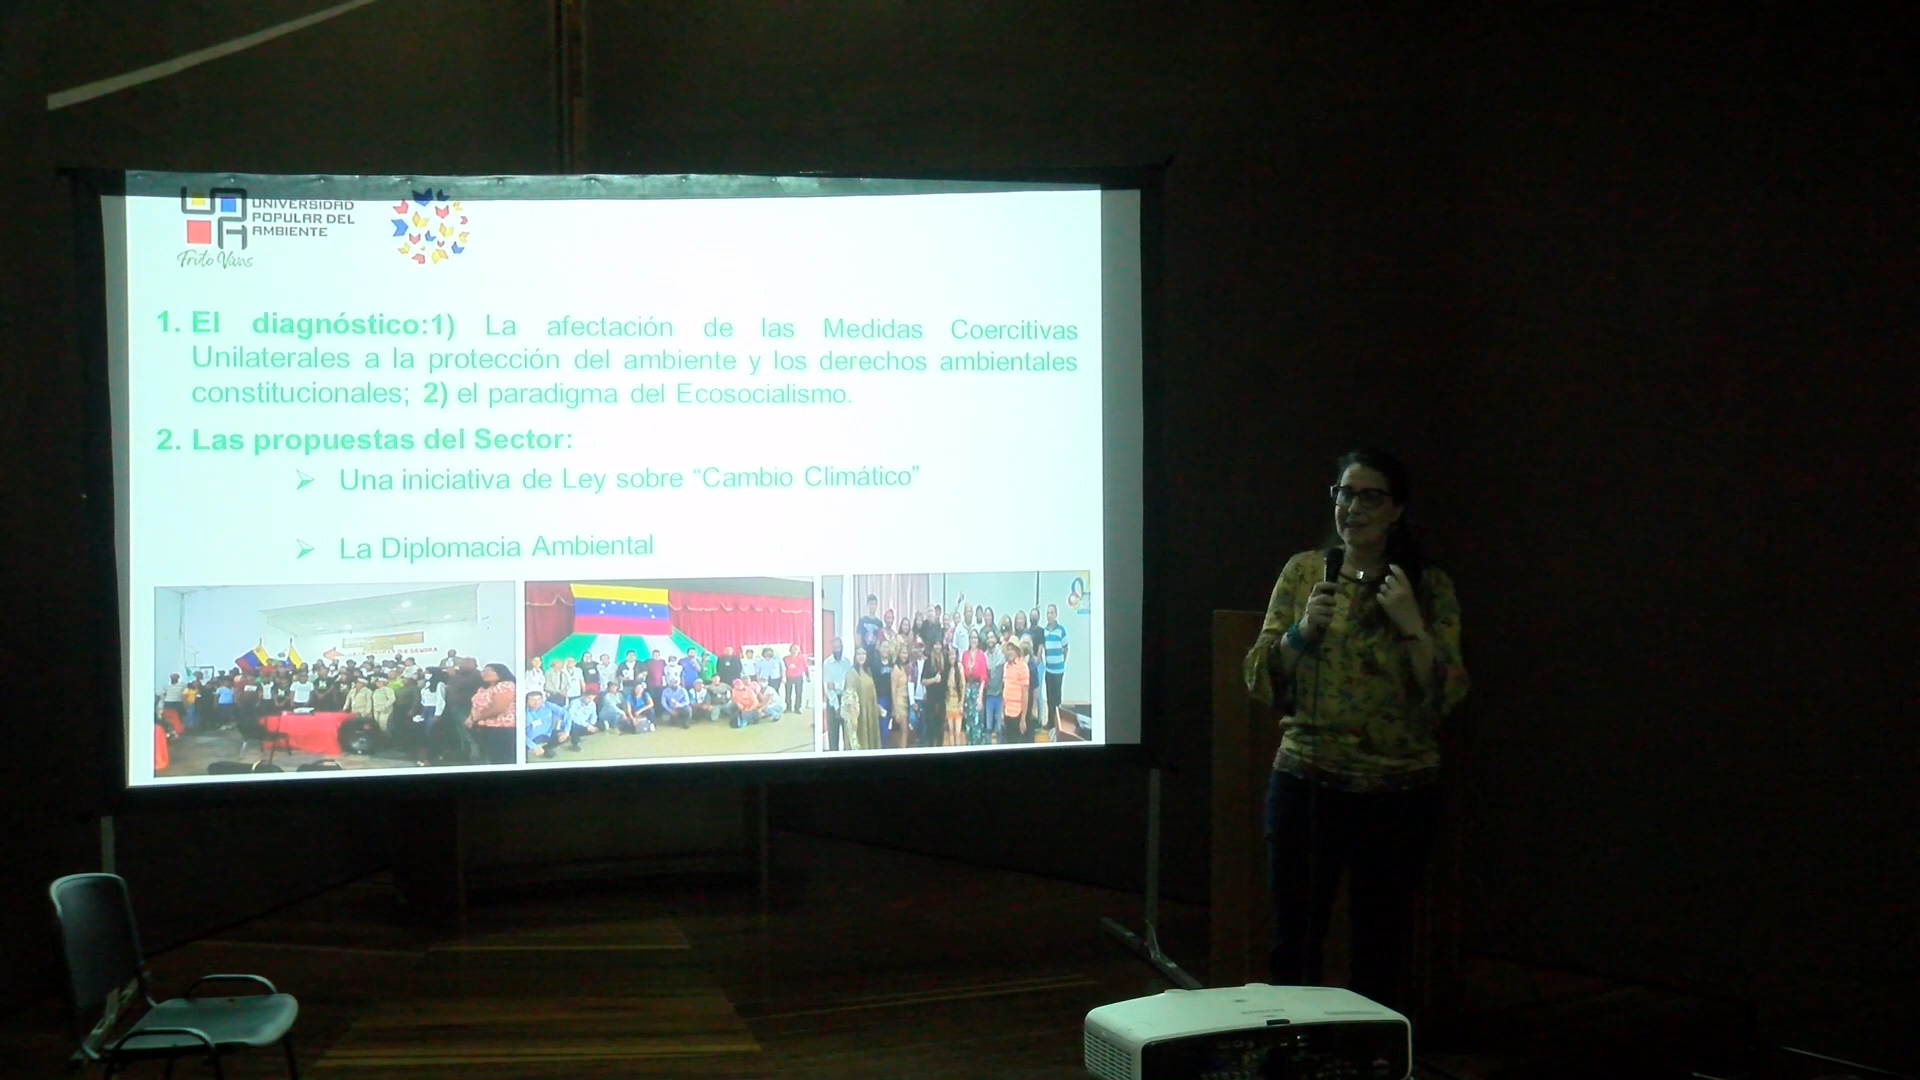 UNIVERSIDAD
POPULAR DEL
AMBIENTE
Fruto Vivas
1. El diagnóstico:1) La afectación de las Medidas Coercitivas
Unilaterales a la protección del ambiente y los derechos ambientales
constitucionales; 2) el paradigma del Ecosocialismo.
2. Las propuestas del Sector:
➢ Una iniciativa de Ley sobre “Cambio Climático”
➢ La Diplomacia Ambiental